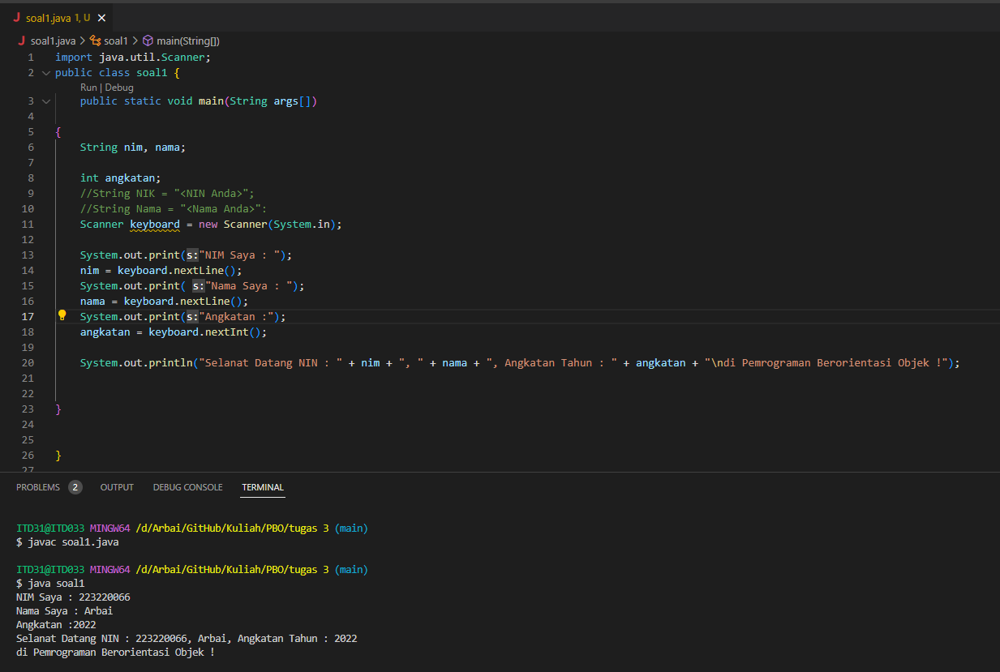 soal1.java 1, U
soal1.java > soal1 > main(String[])
1 import java.util.Scanner;
2 public class soal1 {
Run | Debug
3 public static void main(String args[])
4
5 {
6 String nim, nama;
7
8 int angkatan;
9 //String NIK = "<NIN Anda>";
10 //String Nama = "<Nama Anda>":
11 Scanner keyboard = new Scanner(System.in);
12
13 System.out.print(s:"NIM Saya : ");
14 nim = keyboard.nextLine();
15 System.out.print( s:"Nama Saya : ");
16 nama = keyboard.nextLine();
17 System.out.print(s:"Angkatan :");
18 angkatan = keyboard.nextInt();
19
20 System.out.println("Selanat Datang NIN : " + nim + ", " + nama + ", Angkatan Tahun : " + angkatan + "\ndi Pemrograman Berorientasi Objek !");
21
22
23 }
24
25
26 }
27
PROBLEMS 2 OUTPUT DEBUG CONSOLE TERMINAL
ITD31@ITD033 MINGW64 /d/Arbai/GitHub/Kuliah/PBO/tugas 3 (main)
$ javac soal1.java
ITD31@ITD033 MINGW64 /d/Arbai/GitHub/Kuliah/PBO/tugas 3 (main)
$ java soal1
NIM Saya : 223220066
Nama Saya : Arbai
Angkatan :2022
Selanat Datang NIN : 223220066, Arbai, Angkatan Tahun : 2022
di Pemrograman Berorientasi Objek !